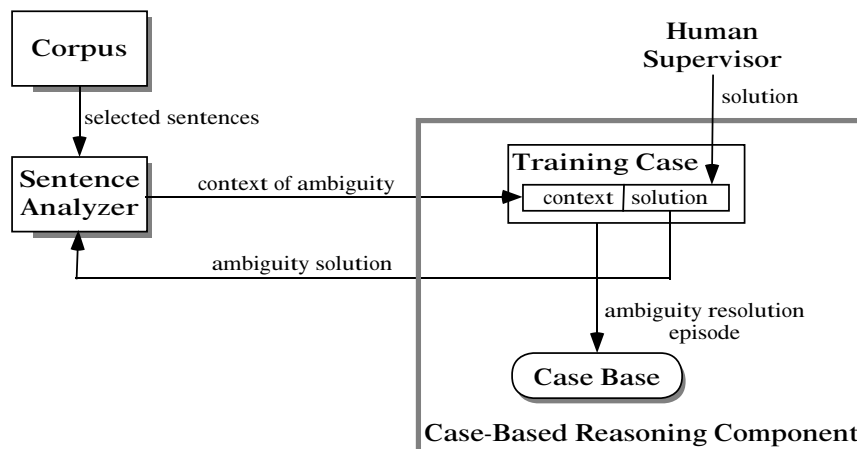 Corpus
Human
Supervisor
selected sentences
solution
Sentence
Analyzer
context of ambiguity
Training Case
context
solution
ambiguity solution
ambiguity resolution
episode
Case Base
Case-Based Reasoning Component